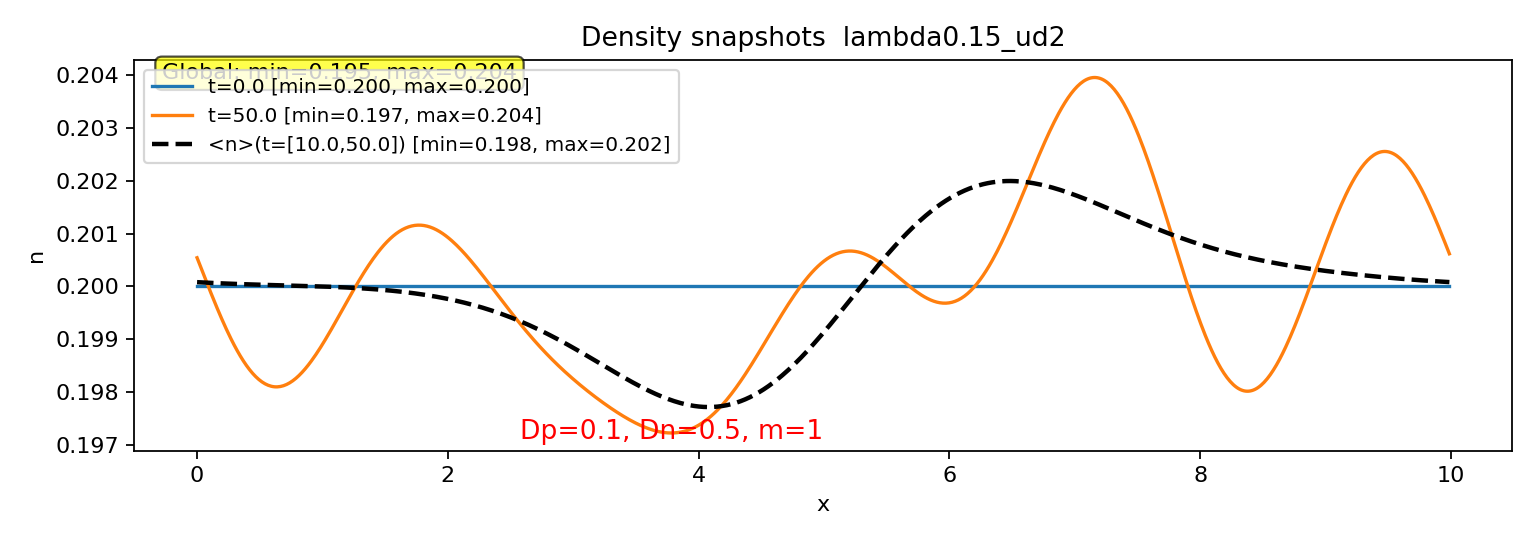 Density snapshots  lambda0.15_ud2
Global: min=0.195, max=0.204
t=0.0 [min=0.200, max=0.200]
t=50.0 [min=0.197, max=0.204]
<n>(t=[10.0,50.0]) [min=0.198, max=0.202]
0.204
0.203
0.202
0.201
0.200
0.199
0.198
0.197
n
Dp=0.1, Dn=0.5, m=1
0 2 4 6 8 10
x